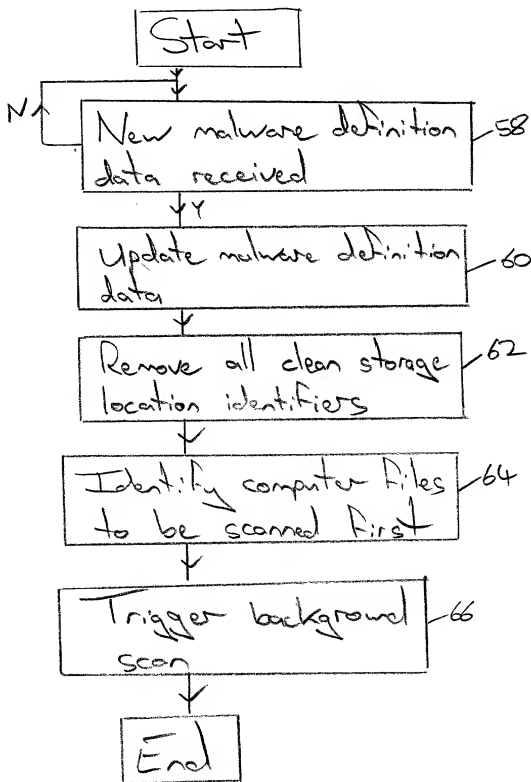 Start
N
New malware definition
data received
58
Y
Update malware definition
data
60
Remove all clean storage
location identifiers
62
Identify computer files
to be scanned first
64
Trigger background
scan
66
End